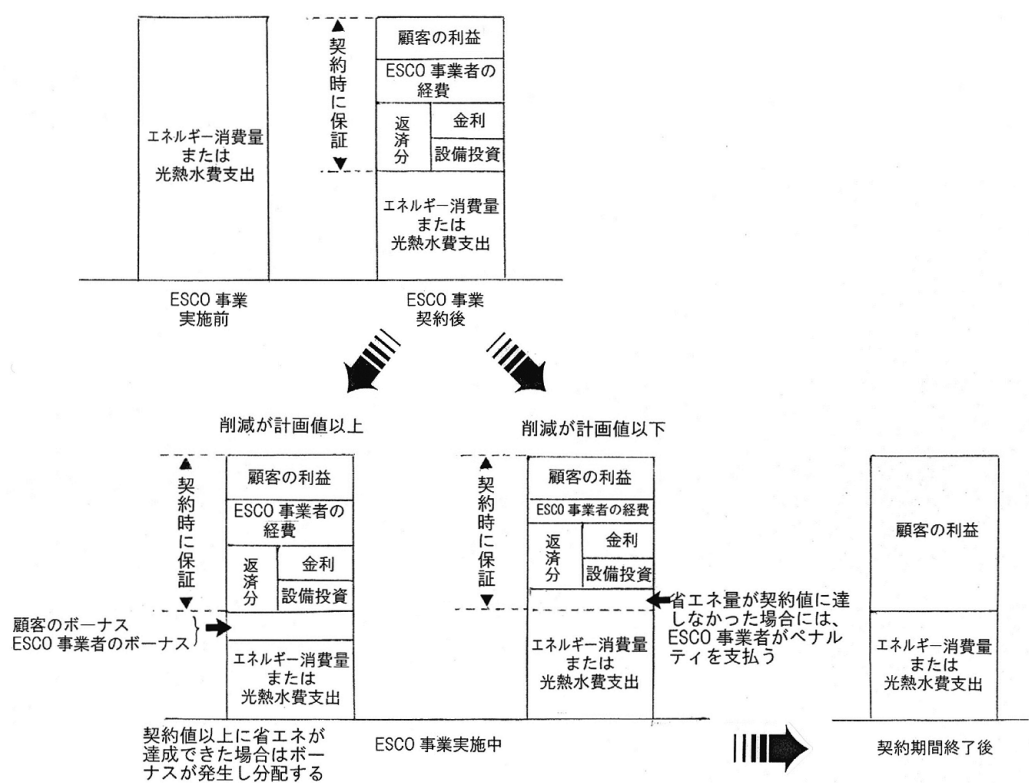 エネルギー消費量
または
光熱水費支出
契約時に保証
顧客の利益
ESCO 事業者の
経費
返済分
金利
設備投資
エネルギー消費量
または
光熱水費支出
ESCO 事業
実施前
ESCO 事業
契約後
削減が計画値以上
削減が計画値以下
契約時に保証
顧客の利益
ESCO 事業者の
経費
返済分
金利
設備投資
顧客のボーナス
ESCO 事業者のボーナス
エネルギー消費量
または
光熱水費支出
契約時に保証
顧客の利益
ESCO 事業者の経費
返済分
金利
設備投資
省エネ量が契約値に達
しなかった場合には、
ESCO 事業者がペナル
ティを支払う
エネルギー消費量
または
光熱水費支出
顧客の利益
エネルギー消費量
または
光熱水費支出
契約値以上に省エネが
達成できた場合はボー
ナスが発生し分配する
ESCO 事業実施中
契約期間終了後